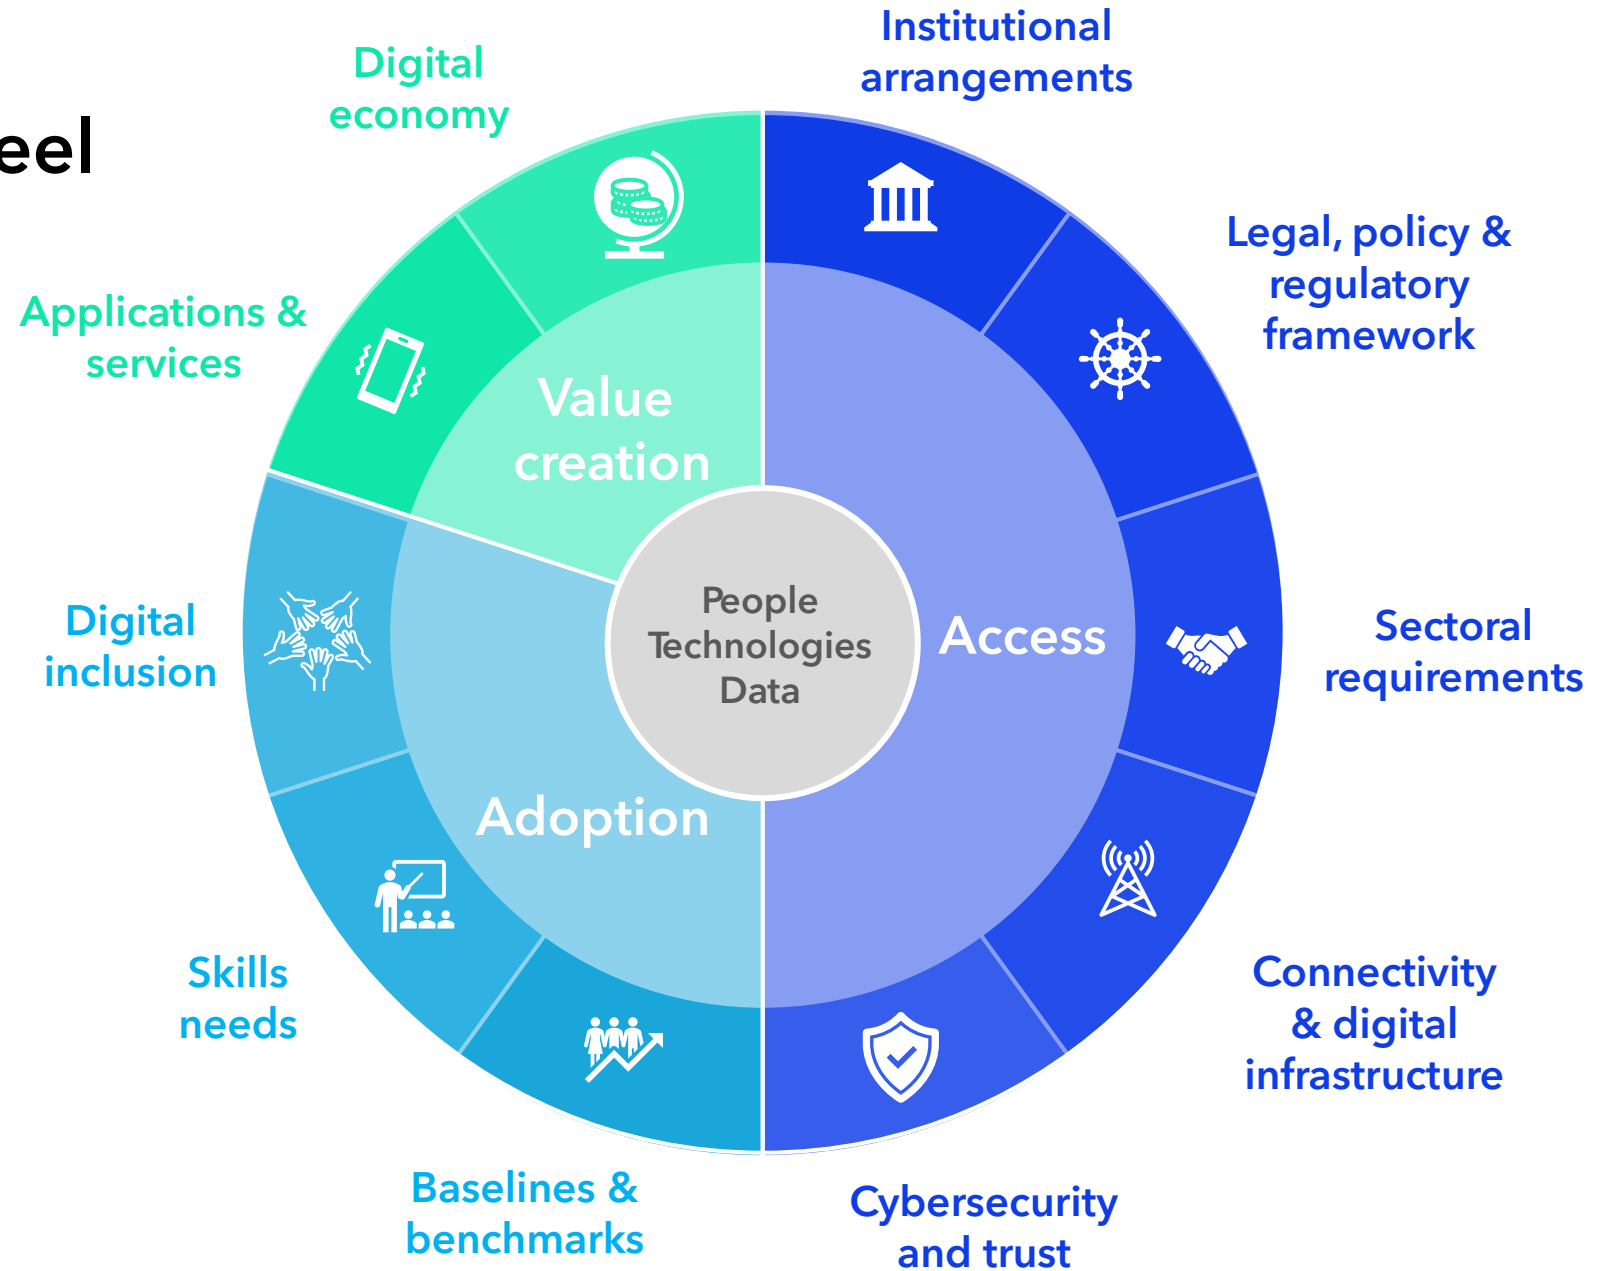 eel
Digital
economy
Institutional
arrangements
Legal, policy &
regulatory
framework
Applications &
services
Value
creation
Digital
inclusion
People
Technologies
Data
Access
Sectoral
requirements
Adoption
Skills
needs
Connectivity
& digital
infrastructure
Baselines &
benchmarks
Cybersecurity
and trust